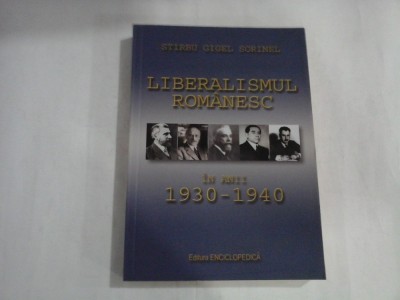 STIRBU GIGEL SORINEL
LIBERALISMUL
ROMÂNESC
ÎN ANII
1930-1940
Editura ENCICLOPEDICĂ